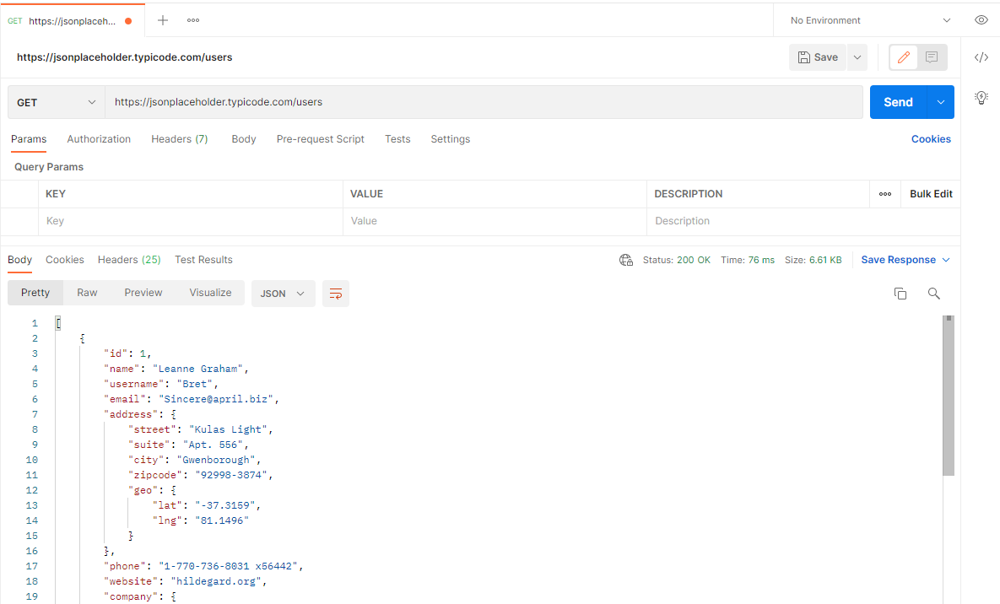 GET https://jsonplaceh... No Environment
https://jsonplaceholder.typicode.com/users Save
GET https://jsonplaceholder.typicode.com/users Send
Params Authorization Headers (7) Body Pre-request Script Tests Settings Cookies
Query Params
KEY VALUE DESCRIPTION Bulk Edit
Key Value Description
Body Cookies Headers (25) Test Results Status: 200 OK Time: 76 ms Size: 6.61 KB Save Response
Pretty Raw Preview Visualize JSON
1 [
2 {
3 "id": 1,
4 "name": "Leanne Graham",
5 "username": "Bret",
6 "email": "Sincere@april.biz",
7 "address": {
8 "street": "Kulas Light",
9 "suite": "Apt. 556",
10 "city": "Gwenborough",
11 "zipcode": "92998-3874",
12 "geo": {
13 "lat": "-37.3159",
14 "lng": "81.1496"
15 }
16 },
17 "phone": "1-770-736-8031 x56442",
18 "website": "hildegard.org",
19 "company": {